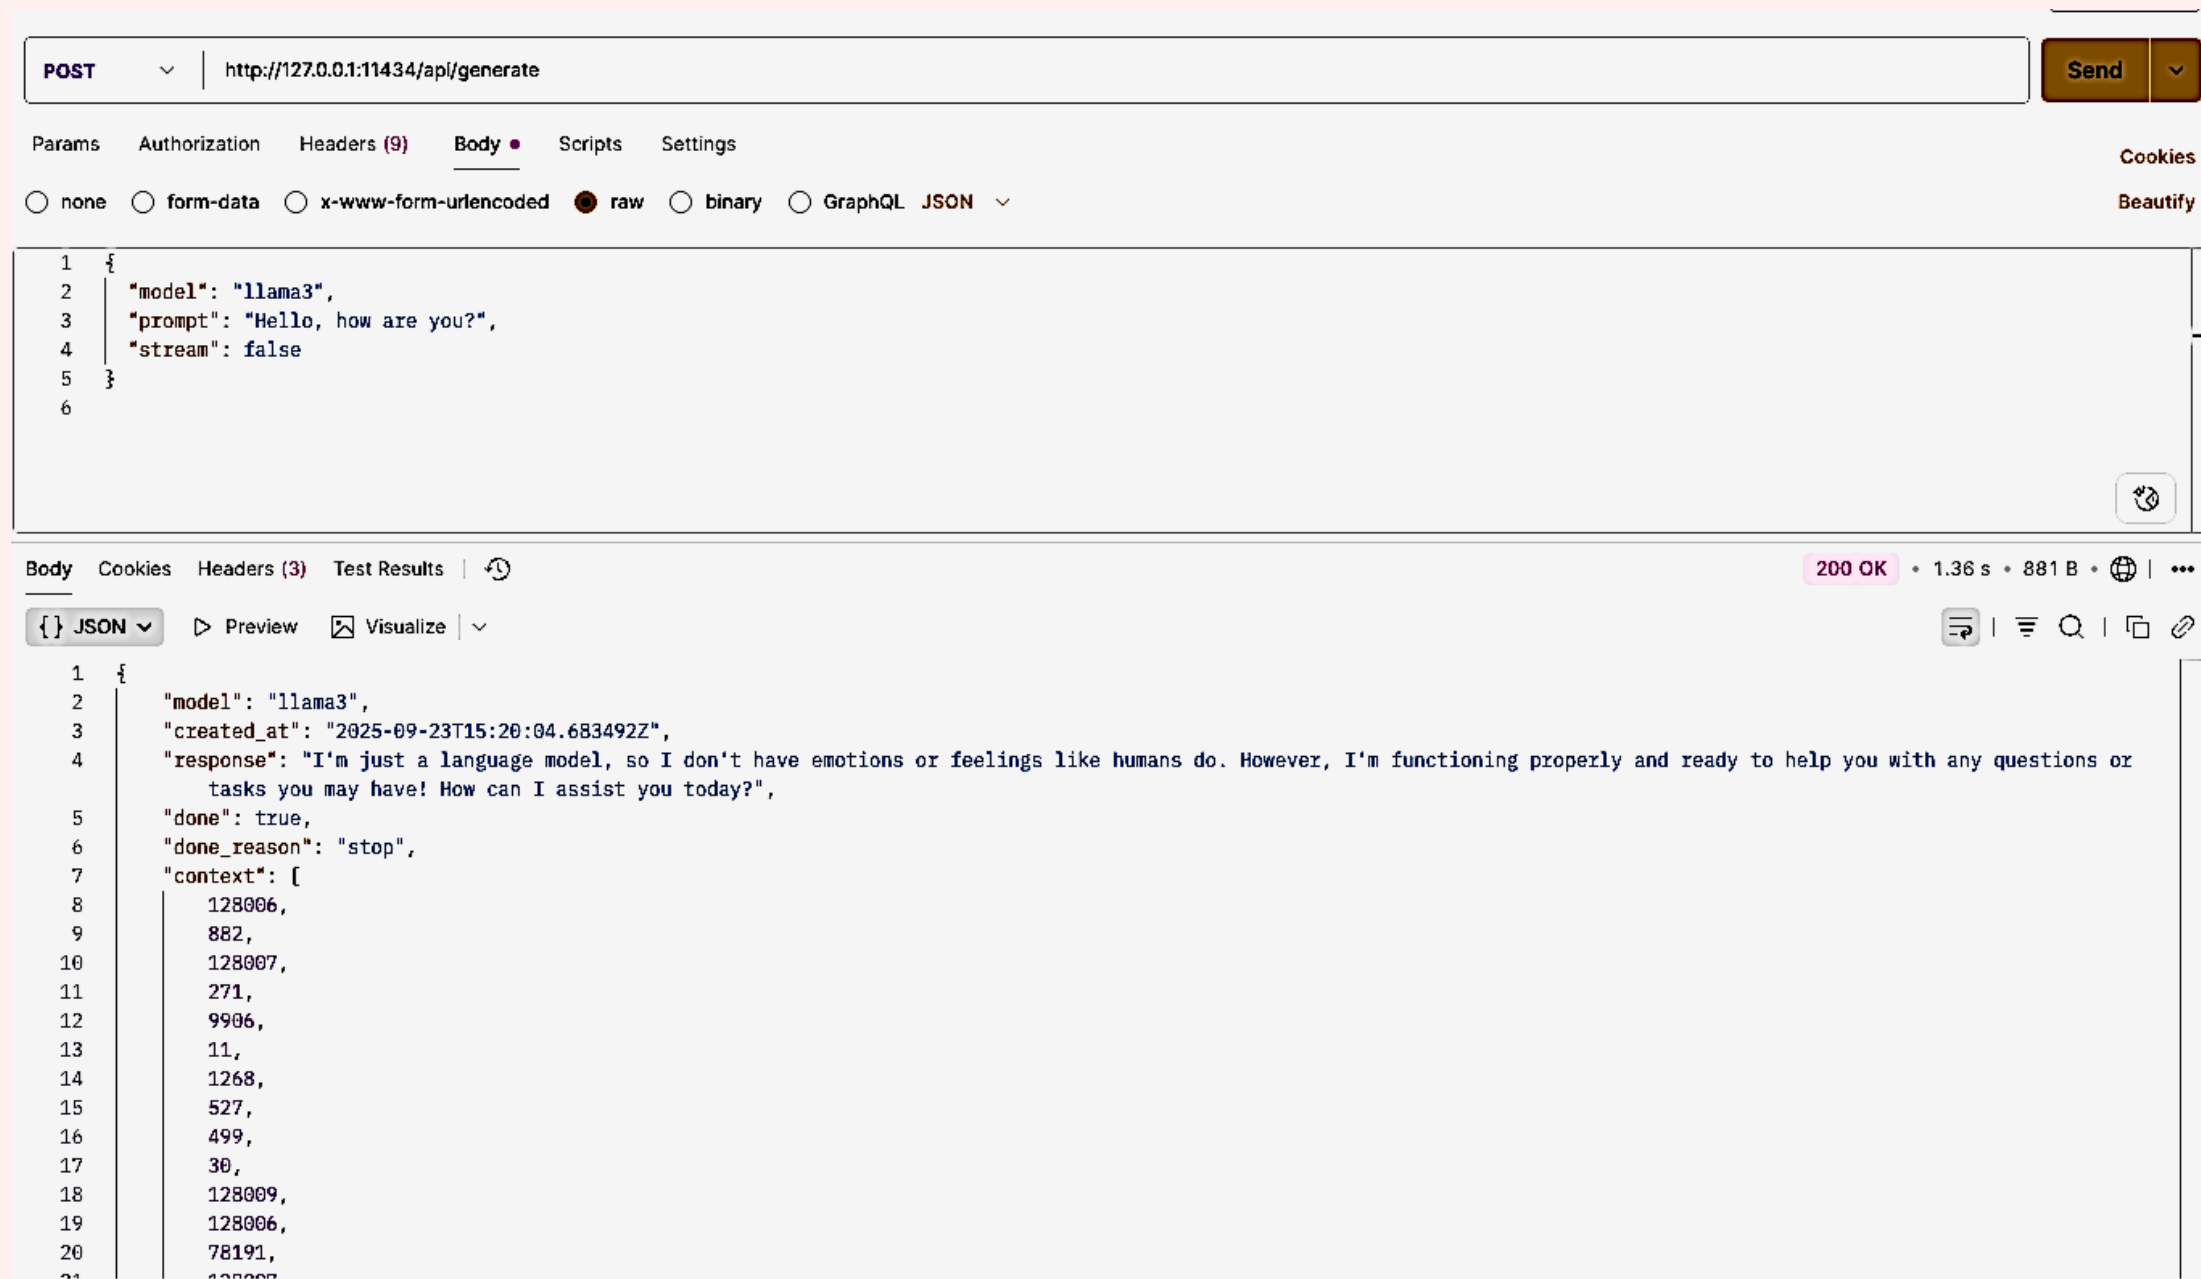 POST http://127.0.0.1:11434/api/generate Send
Params Authorization Headers (9) Body Scripts Settings Cookies
none form-data x-www-form-urlencoded raw binary GraphQL JSON Beautify
1 {
2 "model": "llama3",
3 "prompt": "Hello, how are you?",
4 "stream": false
5 }
6
Body Cookies Headers (3) Test Results 200 OK • 1.36 s • 881 B •
{} JSON Preview Visualize
1 {
2 "model": "llama3",
3 "created_at": "2025-09-23T15:20:04.683492Z",
4 "response": "I'm just a language model, so I don't have emotions or feelings like humans do. However, I'm functioning properly and ready to help you with any questions or
tasks you may have! How can I assist you today?",
5 "done": true,
6 "done_reason": "stop",
7 "context": [
8 128006,
9 882,
10 128007,
11 271,
12 9906,
13 11,
14 1268,
15 527,
16 499,
17 30,
18 128009,
19 128006,
20 78191,